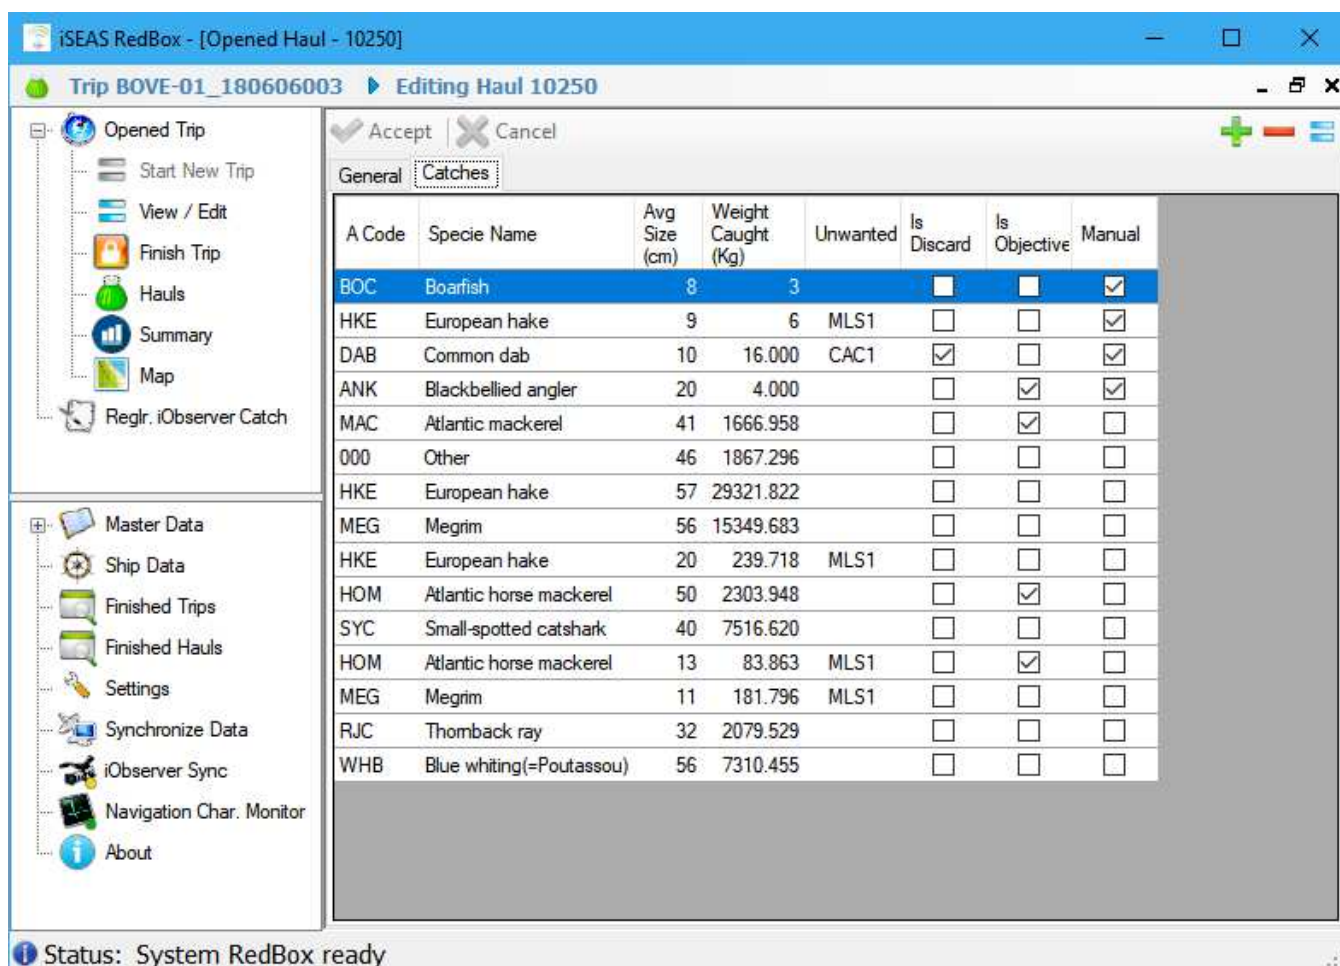 iSEAS RedBox - [Opened Haul - 10250]
Trip BOVE-01_180606003 Editing Haul 10250
Opened Trip
Start New Trip
View / Edit
Finish Trip
Hauls
Summary
Map
Reglr. iObserver Catch
Master Data
Ship Data
Finished Trips
Finished Hauls
Settings
Synchronize Data
iObserver Sync
Navigation Char. Monitor
About
Accept Cancel
General Catches
A Code Specie Name Avg Size (cm) Weight Caught (Kg) Unwanted Is Discard Is Objective Manual
BOC Boarfish 8 3
HKE European hake 9 6 MLS1
DAB Common dab 10 16.000 CAC1
ANK Blackbellied angler 20 4.000
MAC Atlantic mackerel 41 1666.958
000 Other 46 1867.296
HKE European hake 57 29321.822
MEG Megrim 56 15349.683
HKE European hake 20 239.718 MLS1
HOM Atlantic horse mackerel 50 2303.948
SYC Small-spotted catshark 40 7516.620
HOM Atlantic horse mackerel 13 83.863 MLS1
MEG Megrim 11 181.796 MLS1
RJC Thornback ray 32 2079.529
WHB Blue whiting(=Poutassou) 56 7310.455
Status: System RedBox ready